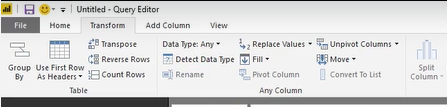 Untitled - Query Editor
File Home Transform Add Column View
Group By
Use First Row As Headers
Transpose
Reverse Rows
Count Rows
Table
Data Type: Any
Detect Data Type
Rename
Replace Values
Fill
Pivot Column
Unpivot Columns
Move
Convert To List
Any Column
Split Column